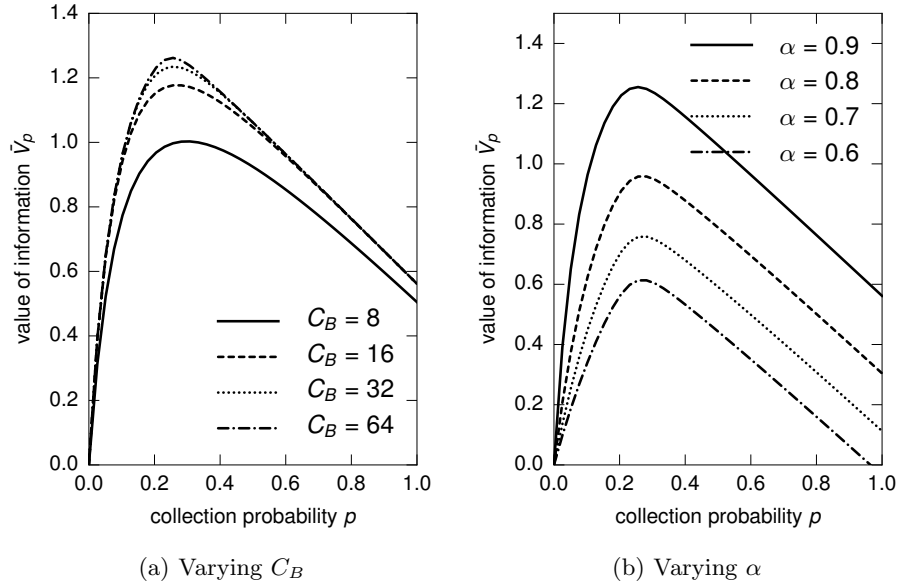 1.4
1.2
1.0
0.8
0.6
0.4
0.2
0.0
value of information V̄p
C_B = 8
C_B = 16
C_B = 32
C_B = 64
0.0 0.2 0.4 0.6 0.8 1.0
collection probability p
(a) Varying C_B
1.4
1.2
1.0
0.8
0.6
0.4
0.2
0.0
value of information V̄p
α = 0.9
α = 0.8
α = 0.7
α = 0.6
0.0 0.2 0.4 0.6 0.8 1.0
collection probability p
(b) Varying α